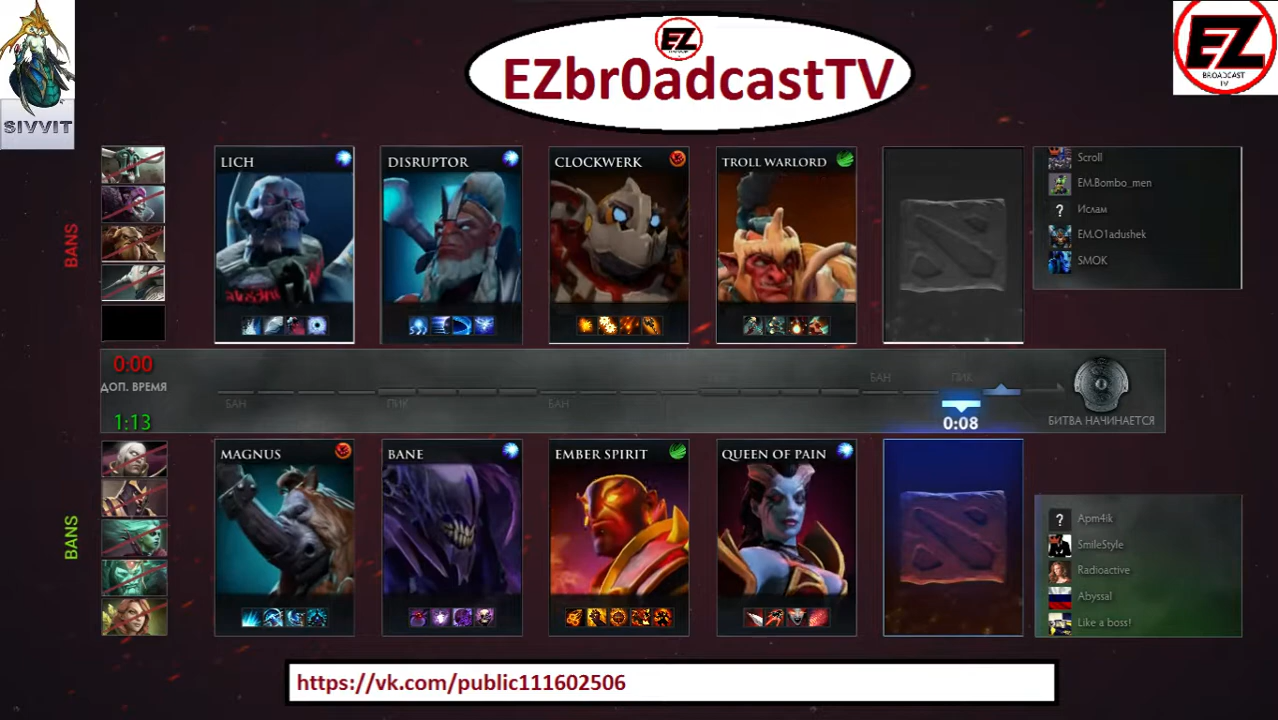 SIVVIT
EZ
EZbr0adcastTV
EZ
BROADCAST
TV
BANS
LICH
DISRUPTOR
CLOCKWERK
TROLL WARLORD
Scroll
EM.Bombo_men
? Ислам
EM.O1adushek
SMOK
0:00
ДОП. ВРЕМЯ
1:13
БАН
ПИК
БАН
БАН
ПИК
0:08
БИТВА НАЧИНАЕТСЯ
BANS
MAGNUS
BANE
EMBER SPIRIT
QUEEN OF PAIN
? Apm4ik
SmileStyle
Radioactive
Abyssal
Like a boss!
https://vk.com/public111602506